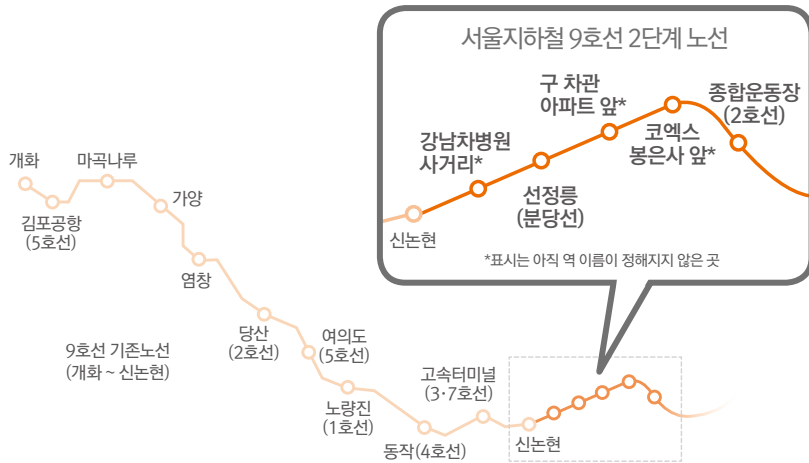 서울지하철 9호선 2단계 노선
구 차관
아파트 앞*
종합운동장
(2호선)
강남차병원
사거리*
코엑스
봉은사 앞*
선정릉
(분당선)
신논현
*표시는 아직 역 이름이 정해지지 않은 곳
개화
마곡나루
김포공항
(5호선)
가양
염창
당산
(2호선)
여의도
(5호선)
9호선 기존노선
(개화 ~ 신논현)
노량진
(1호선)
고속터미널
(3·7호선)
동작(4호선)
신논현